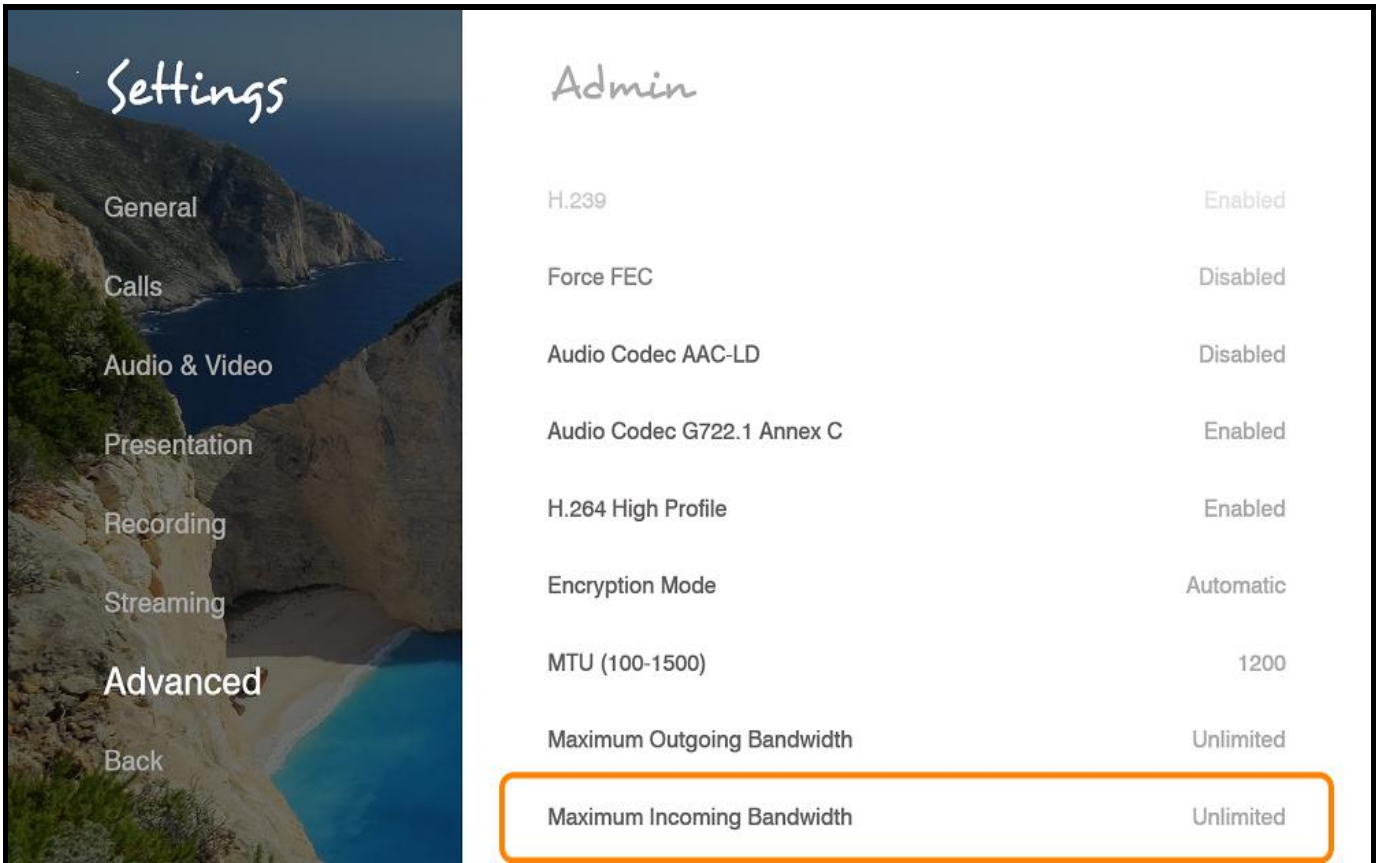 Settings
General
Calls
Audio & Video
Presentation
Recording
Streaming
Advanced
Back
Admin
H.239 Enabled
Force FEC Disabled
Audio Codec AAC-LD Disabled
Audio Codec G722.1 Annex C Enabled
H.264 High Profile Enabled
Encryption Mode Automatic
MTU (100-1500) 1200
Maximum Outgoing Bandwidth Unlimited
Maximum Incoming Bandwidth Unlimited